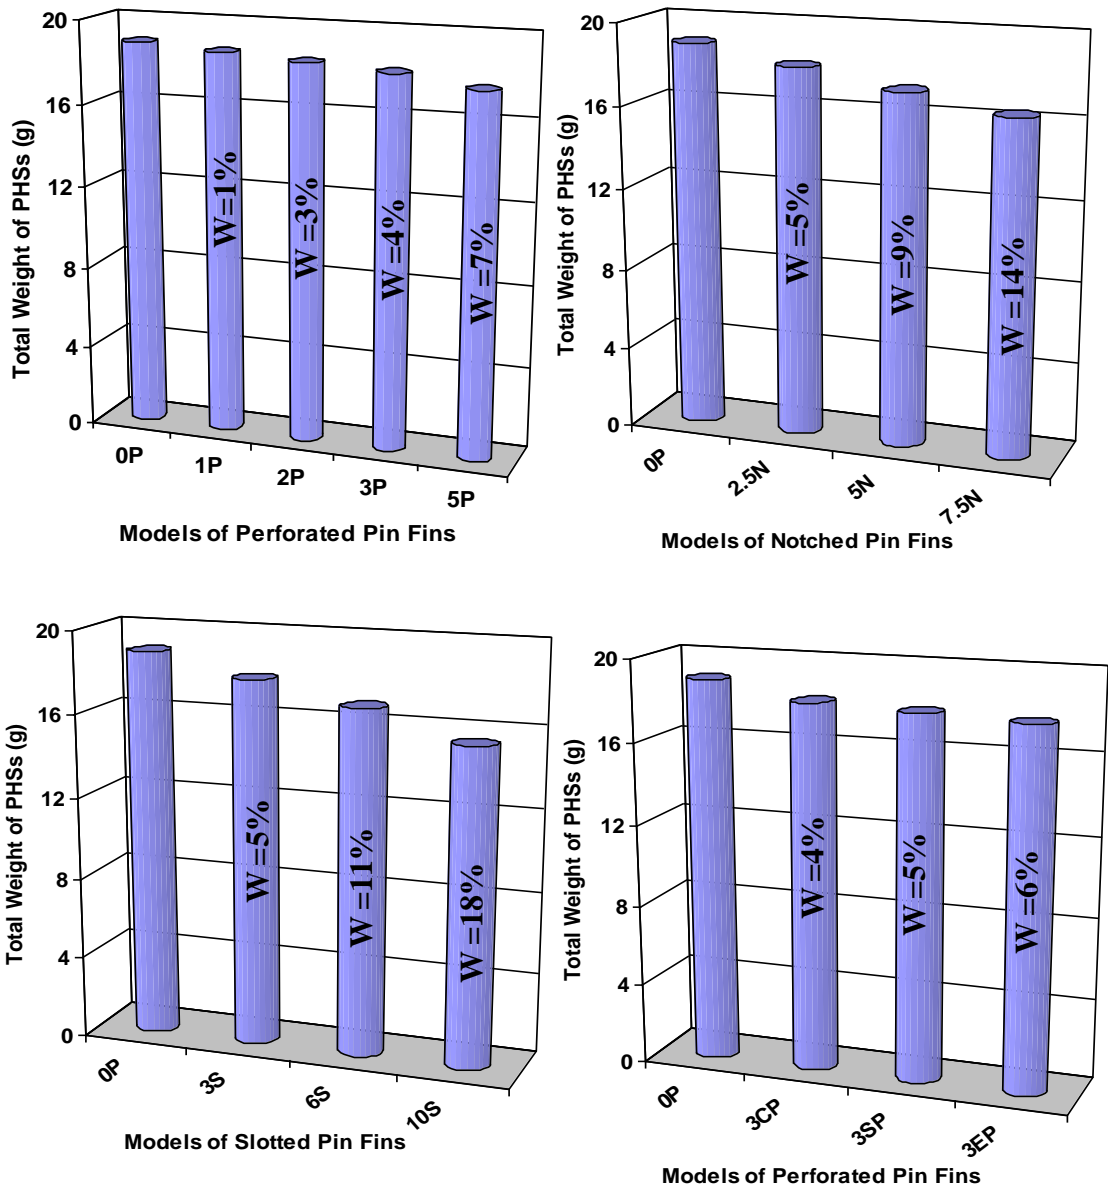 Total Weight of PHSs (g)
20
16
12
8
4
0
W=1%
W =3%
W =4%
W =7%
0P
1P
2P
3P
5P
Models of Perforated Pin Fins
Total Weight of PHSs (g)
20
16
12
8
4
0
W =5%
W =9%
W =14%
0P
2.5N
5N
7.5N
Models of Notched Pin Fins
Total Weight of PHSs (g)
20
16
12
8
4
0
W =5%
W =11%
W =18%
0P
3S
6S
10S
Models of Slotted Pin Fins
Total Weight of PHSs (g)
20
16
12
8
4
0
W =4%
W =5%
W =6%
0P
3CP
3SP
3EP
Models of Perforated Pin Fins